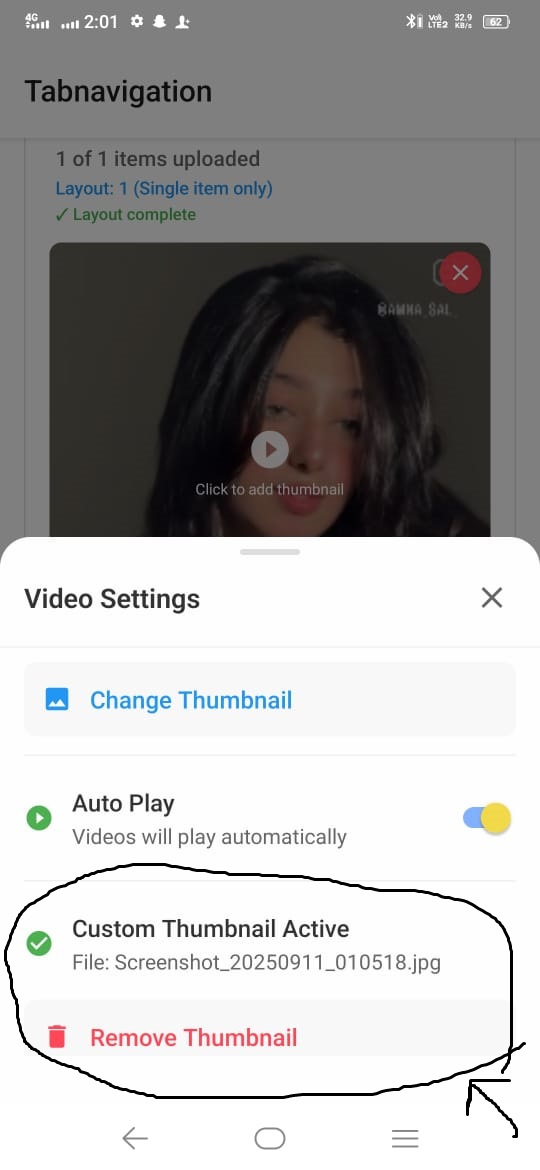 4G 2:01 Vo) LTE2 32.9 KB/s 62
Tabnavigation
1 of 1 items uploaded
Layout: 1 (Single item only)
✓ Layout complete
@AMNA_SAL_
Click to add thumbnail
Video Settings
Change Thumbnail
Auto Play
Videos will play automatically
Custom Thumbnail Active
File: Screenshot_20250911_010518.jpg
Remove Thumbnail